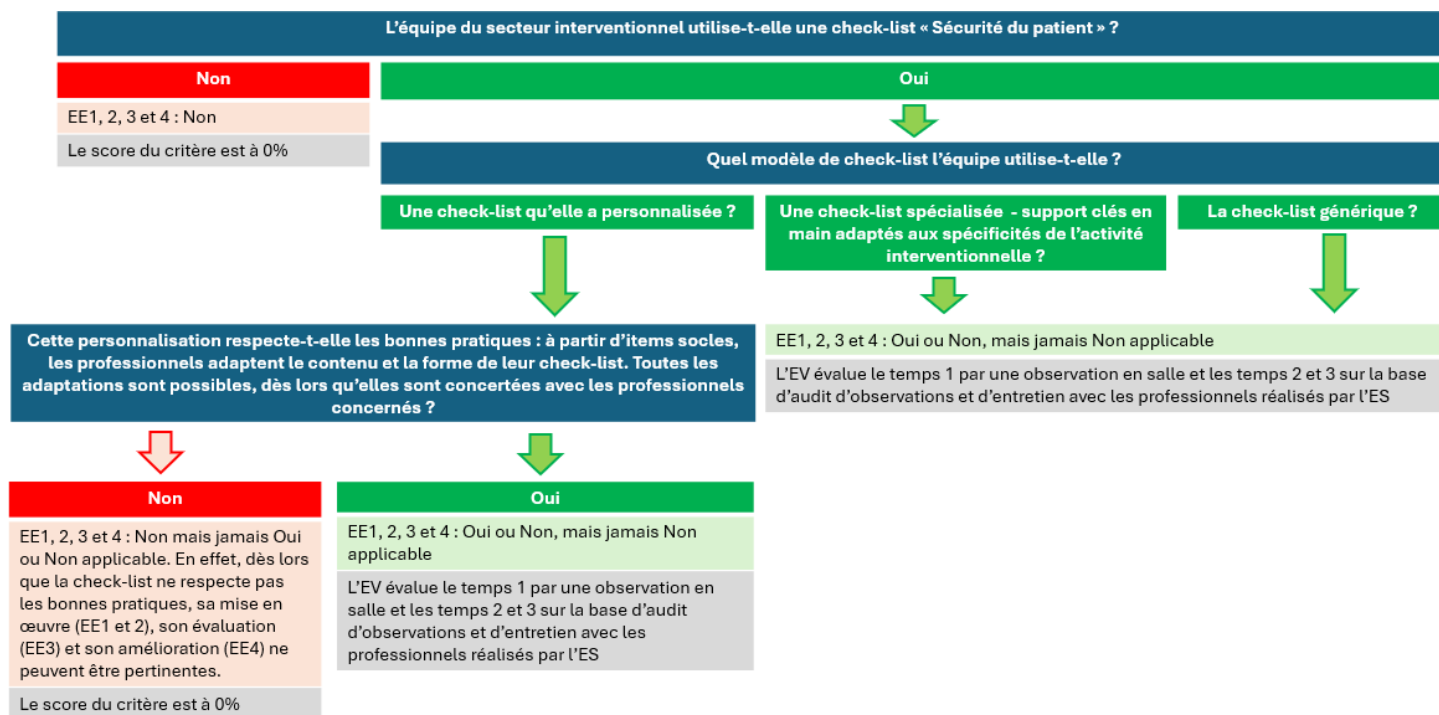 L'équipe du secteur interventionnel utilise-t-elle une check-list « Sécurité du patient » ?
Non
Oui
EE1, 2, 3 et 4 : Non
Le score du critère est à 0%
Quel modèle de check-list l'équipe utilise-t-elle ?
Une check-list qu'elle a personnalisée ?
Une check-list spécialisée - support clés en
main adaptés aux spécificités de l'activité
interventionnelle ?
La check-list générique ?
Cette personnalisation respecte-t-elle les bonnes pratiques : à partir d'items socles,
les professionnels adaptent le contenu et la forme de leur check-list. Toutes les
adaptations sont possibles, dès lors qu'elles sont concertées avec les professionnels
concernés ?
EE1, 2, 3 et 4 : Oui ou Non, mais jamais Non applicable
L'EV évalue le temps 1 par une observation en salle et les temps 2 et 3 sur la base
d'audit d'observations et d'entretien avec les professionnels réalisés par l'ES
Non
EE1, 2, 3 et 4 : Non mais jamais Oui
ou Non applicable. En effet, dès lors
que la check-list ne respecte pas
les bonnes pratiques, sa mise en
œuvre (EE1 et 2), son évaluation
(EE3) et son amélioration (EE4) ne
peuvent être pertinentes.
Le score du critère est à 0%
Oui
EE1, 2, 3 et 4 : Oui ou Non, mais jamais Non
applicable
L'EV évalue le temps 1 par une observation en
salle et les temps 2 et 3 sur la base d'audit
d'observations et d'entretien avec les
professionnels réalisés par l'ES